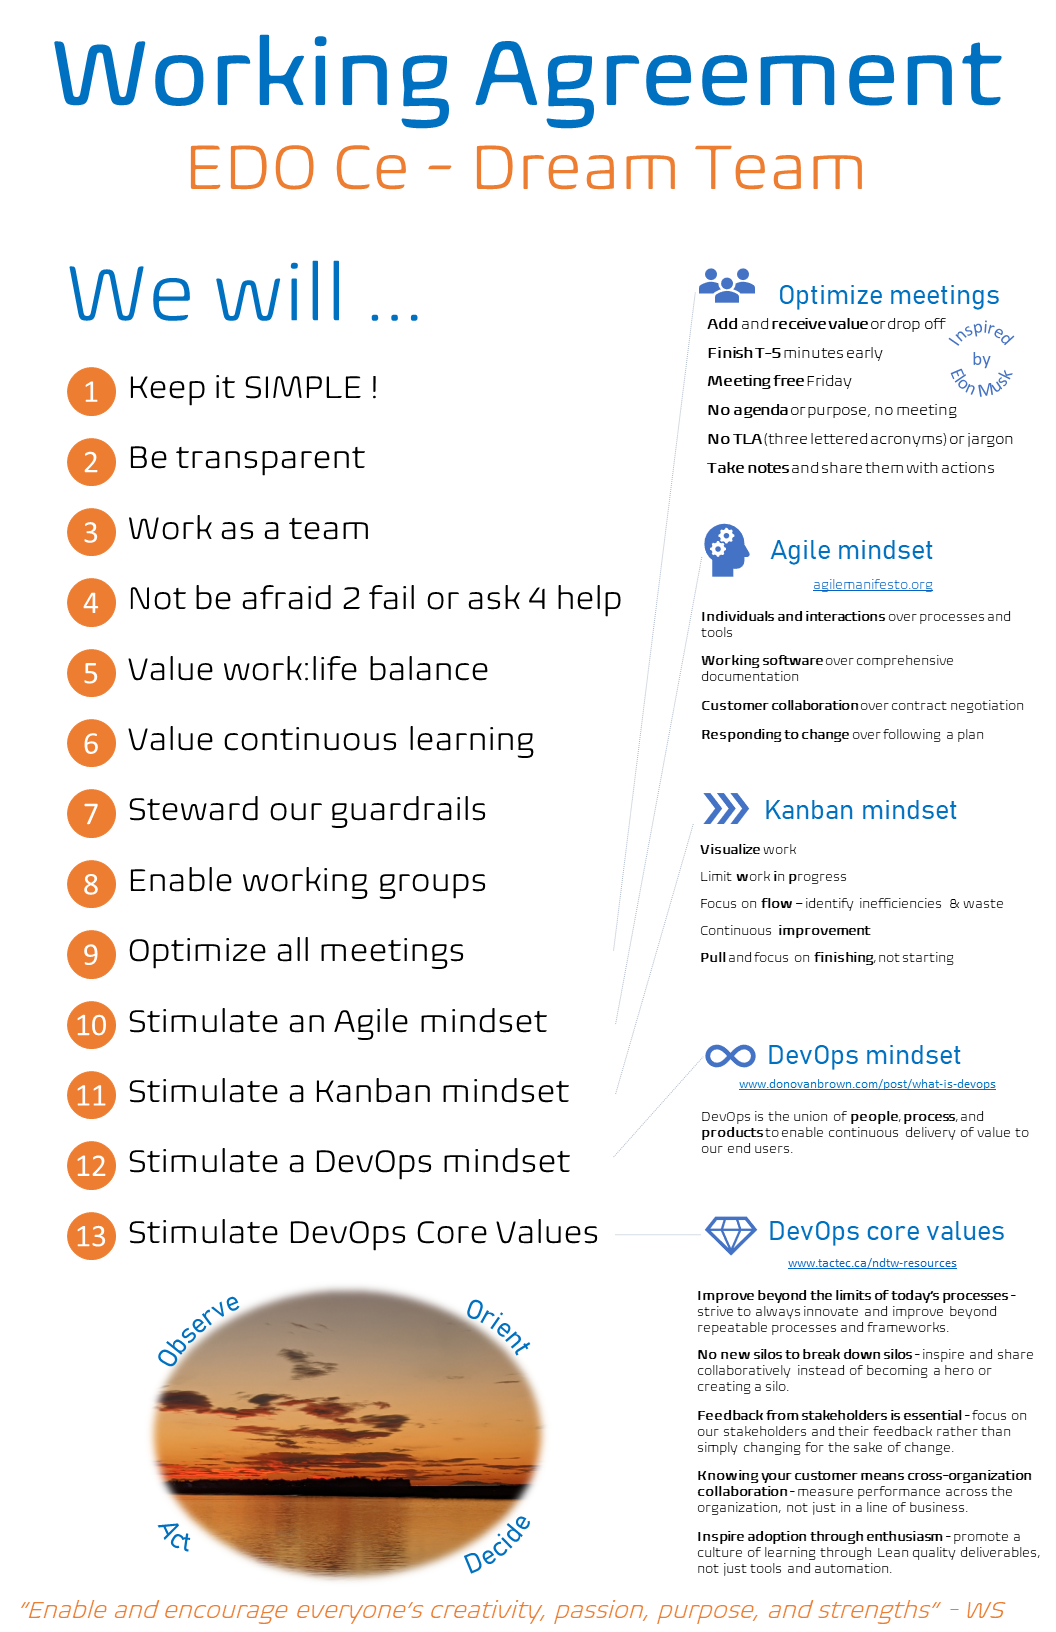 Working Agreement
EDO Ce - Dream Team
We will ...
1 Keep it SIMPLE !
2 Be transparent
3 Work as a team
4 Not be afraid 2 fail or ask 4 help
5 Value work:life balance
6 Value continuous learning
7 Steward our guardrails
8 Enable working groups
9 Optimize all meetings
10 Stimulate an Agile mindset
11 Stimulate a Kanban mindset
12 Stimulate a DevOps mindset
13 Stimulate DevOps Core Values
Optimize meetings
Add and receive value or drop off
Finish T-5 minutes early
Meeting free Friday
No agenda or purpose, no meeting
No TLA (three lettered acronyms) or jargon
Take notes and share them with actions
Inspired
by
Elon Musk
Agile mindset
agilemanifesto.org
Individuals and interactions over processes and
tools
Working software over comprehensive
documentation
Customer collaboration over contract negotiation
Responding to change over following a plan
Kanban mindset
Visualize work
Limit work in progress
Focus on flow – identify inefficiencies & waste
Continuous improvement
Pull and focus on finishing, not starting
DevOps mindset
www.donovanbrown.com/post/what-is-devops
DevOps is the union of people, process, and
products to enable continuous delivery of value to
our end users.
DevOps core values
www.tactec.ca/ndtw-resources
Improve beyond the limits of today's processes -
strive to always innovate and improve beyond
repeatable processes and frameworks.
No new silos to break down silos - inspire and share
collaboratively instead of becoming a hero or
creating a silo.
Feedback from stakeholders is essential - focus on
our stakeholders and their feedback rather than
simply changing for the sake of change.
Knowing your customer means cross-organization
collaboration - measure performance across the
organization, not just in a line of business.
Inspire adoption through enthusiasm - promote a
culture of learning through Lean quality deliverables,
not just tools and automation.
Observe
Orient
Act
Decide
“Enable and encourage everyone's creativity, passion, purpose, and strengths” - WS